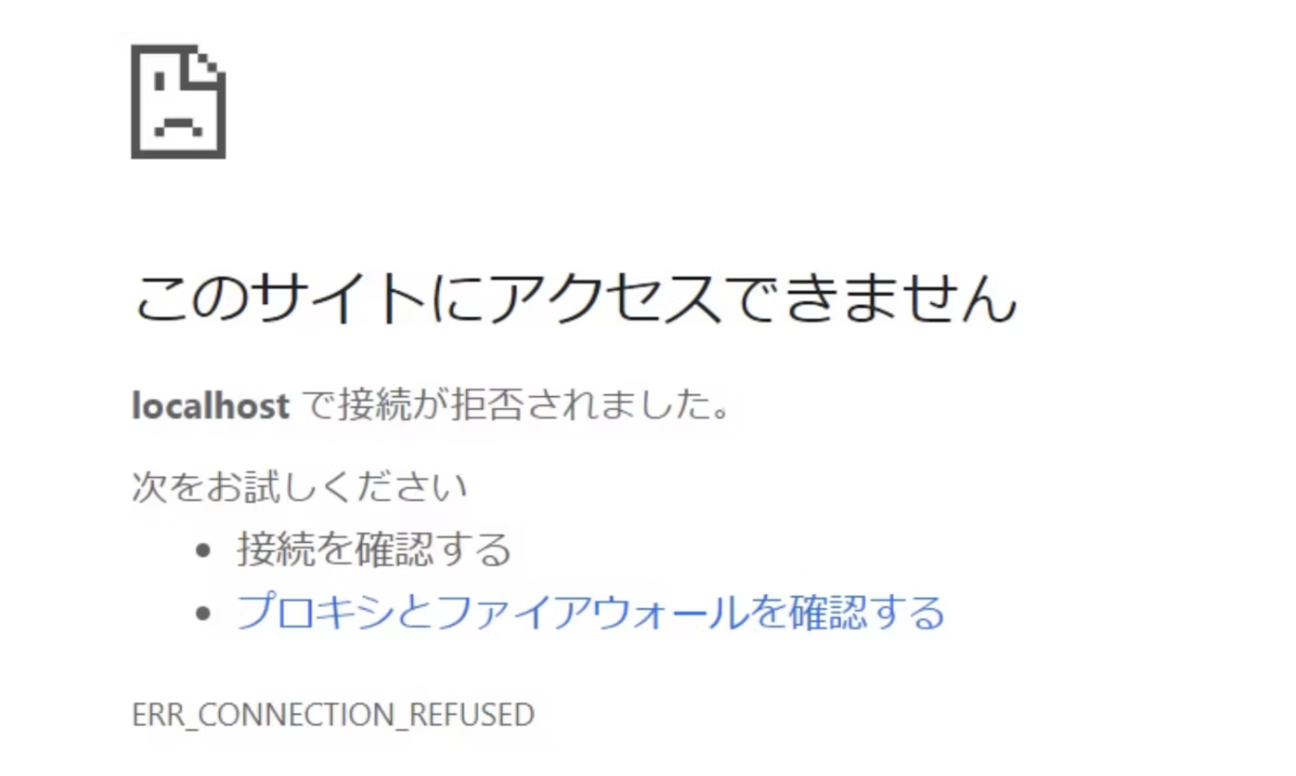 このサイトにアクセスできません
localhost で接続が拒否されました。
次をお試しください
接続を確認する
プロキシとファイアウォールを確認する
ERR_CONNECTION_REFUSED